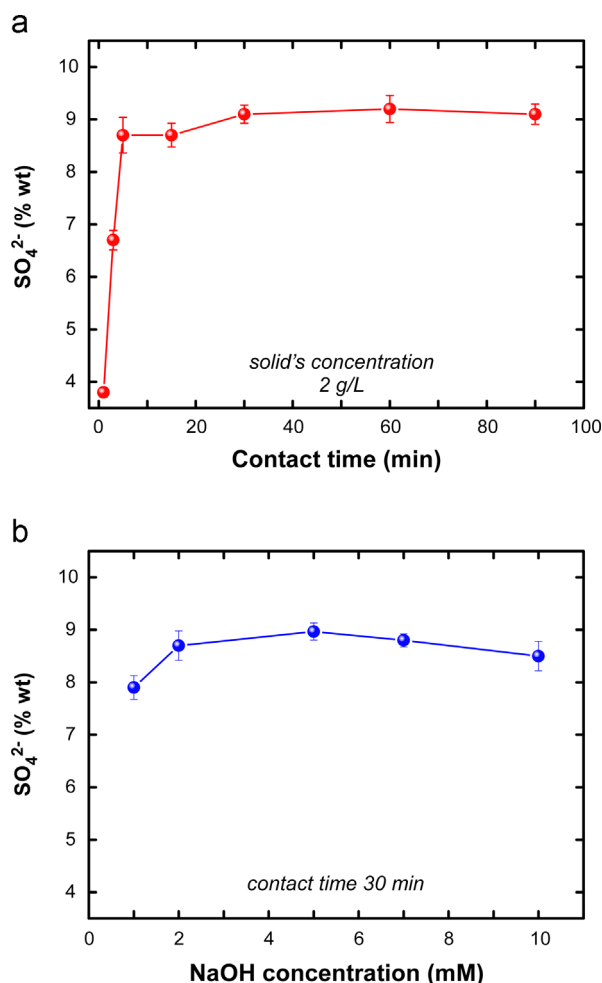 a
10
9
8
7
6
5
4
SO₄²⁻ (% wt)
solid's concentration
2 g/L
0 20 40 60 80 100
Contact time (min)
b
10
9
8
7
6
5
4
SO₄²⁻ (% wt)
contact time 30 min
0 2 4 6 8 10
NaOH concentration (mM)